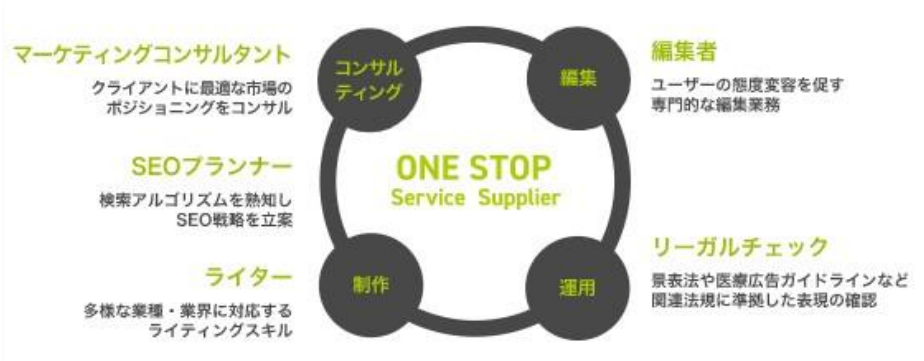 マーケティングコンサルタント
クライアントに最適な市場の
ポジショニングをコンサル
SEOプランナー
検索アルゴリズムを熟知し
SEO戦略を立案
ライター
多様な業種・業界に対応する
ライティングスキル
コンサル
ティング
編集
ONE STOP
Service Supplier
制作
運用
編集者
ユーザーの態度変容を促す
専門的な編集業務
リーガルチェック
景表法や医療広告ガイドラインなど
関連法規に準拠した表現の確認